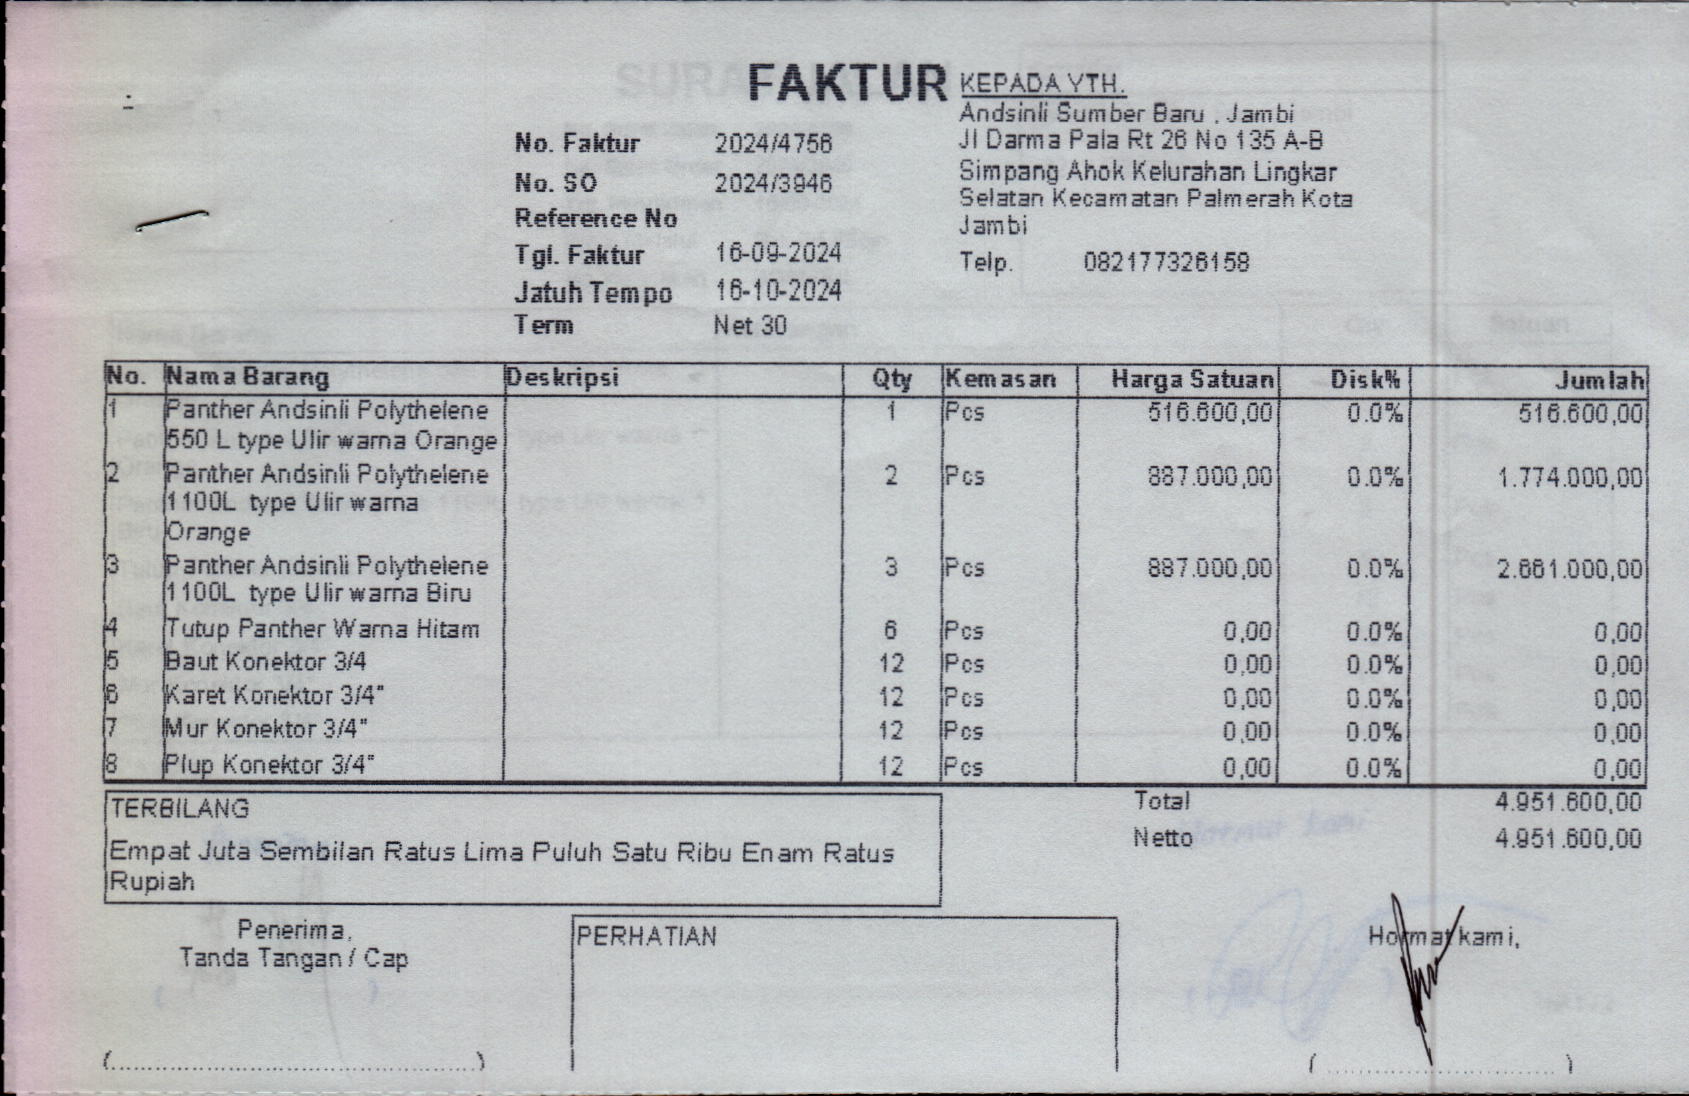 FAKTUR
No. Faktur 2024/4756
No. SO 2024/3946
Reference No
Tgl. Faktur 16-09-2024
Jatuh Tempo 16-10-2024
Term Net 30
KEPADA YTH.
Andsinli Sumber Baru . Jambi
Jl Darma Pala Rt 26 No 135 A-B
Simpang Ahok Kelurahan Lingkar
Selatan Kecamatan Palmerah Kota
Jambi
Telp. 082177326158
No. Nama Barang Deskripsi Qty Kemasan Harga Satuan Disk% Jumlah
1 Panther Andsinli Polythelene 1 Pcs 516.600,00 0.0% 516.600,00
550 L type Ulir warna Orange
2 Panther Andsinli Polythelene 2 Pcs 887.000,00 0.0% 1.774.000,00
1100L type Ulir warna
Orange
3 Panther Andsinli Polythelene 3 Pcs 887.000,00 0.0% 2.661.000,00
1100L type Ulir warna Biru
4 Tutup Panther Warna Hitam 6 Pcs 0,00 0.0% 0,00
5 Baut Konektor 3/4 12 Pcs 0,00 0.0% 0,00
6 Karet Konektor 3/4" 12 Pcs 0,00 0.0% 0,00
7 Mur Konektor 3/4" 12 Pcs 0,00 0.0% 0,00
8 Plup Konektor 3/4" 12 Pcs 0,00 0.0% 0,00
TERBILANG
Empat Juta Sembilan Ratus Lima Puluh Satu Ribu Enam Ratus
Rupiah
Total 4.951.600,00
Netto 4.951.600,00
Penerima,
Tanda Tangan / Cap
PERHATIAN
Hormat kami,
(..................................................)
(................................)